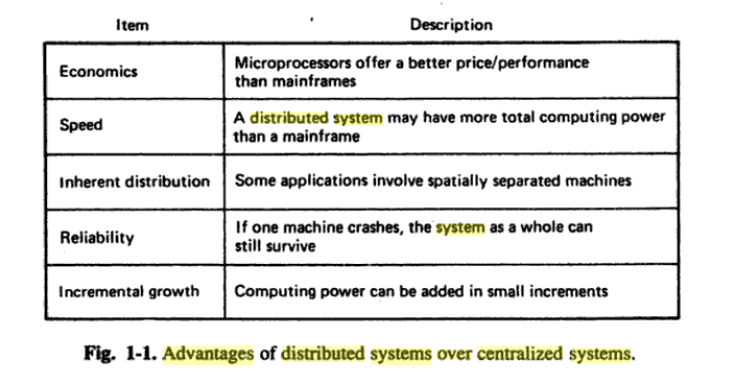 Item Description
Economics Microprocessors offer a better price/performance
than mainframes
Speed A distributed system may have more total computing power
than a mainframe
Inherent distribution Some applications involve spatially separated machines
Reliability If one machine crashes, the system as a whole can
still survive
Incremental growth Computing power can be added in small increments
Fig. 1-1. Advantages of distributed systems over centralized systems.